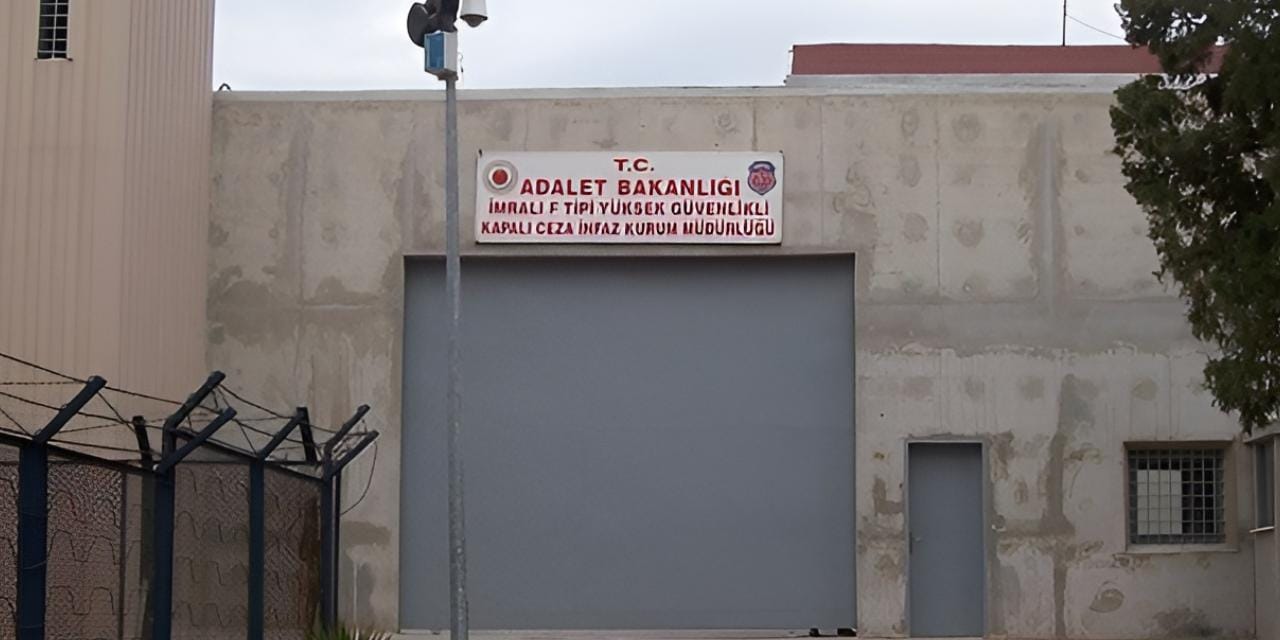 T.C.
ADALET BAKANLIĞI
İMRALI F TİPİ YÜKSEK GÜVENLİKLİ
KAPALI CEZA İNFAZ KURUM MÜDÜRLÜĞÜ